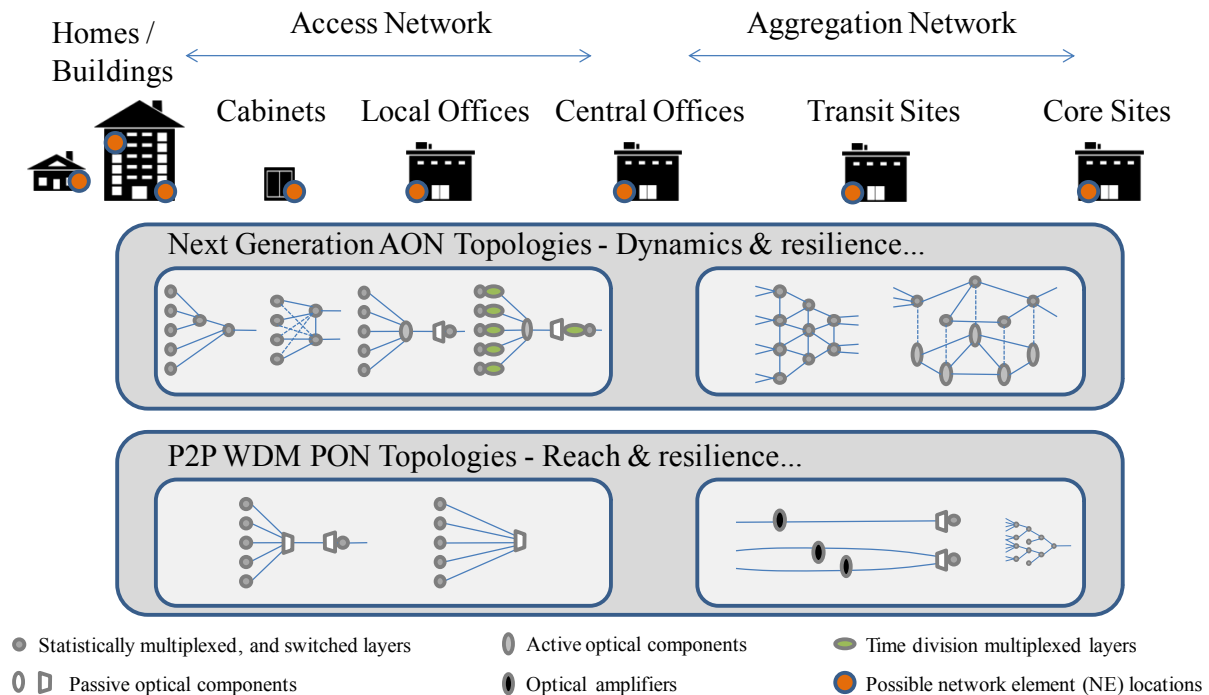 Homes /
Buildings
Access Network
Aggregation Network
Cabinets
Local Offices
Central Offices
Transit Sites
Core Sites
Next Generation AON Topologies - Dynamics & resilience...
P2P WDM PON Topologies - Reach & resilience...
Statistically multiplexed, and switched layers
Active optical components
Time division multiplexed layers
Passive optical components
Optical amplifiers
Possible network element (NE) locations